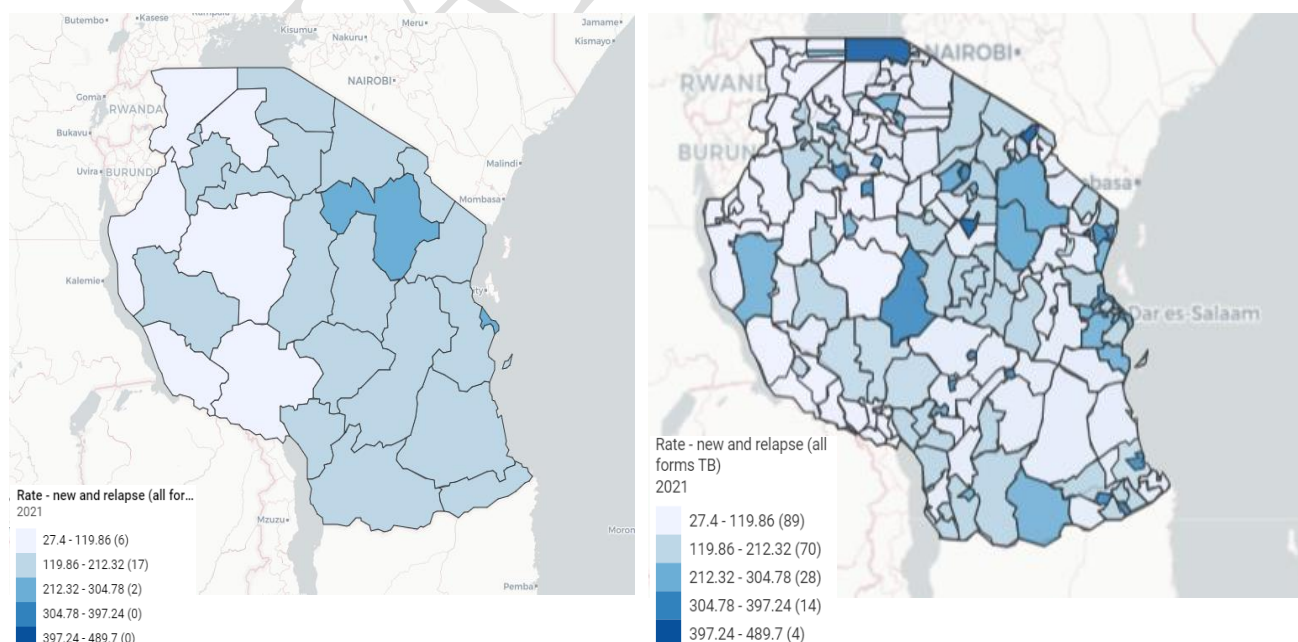 Butembo
Kasese
Kisumu
Nakuru
Meru
Jamame
Kismayo
NAIROBI
Goma
RWANDA
Bukavu
Uvira
BURUNDI
Malindi
Mombasa
Kalemie
Mzuzu
Moron
Pemba
Rate - new and relapse (all for...
2021
27.4 - 119.86 (6)
119.86 - 212.32 (17)
212.32 - 304.78 (2)
304.78 - 397.24 (0)
397.24 - 489.7 (0)
NAIROBI
RWAND
BURUN
basa
Dar es-Salaam
Rate - new and relapse (all
forms TB)
2021
27.4 - 119.86 (89)
119.86 - 212.32 (70)
212.32 - 304.78 (28)
304.78 - 397.24 (14)
397.24 - 489.7 (4)